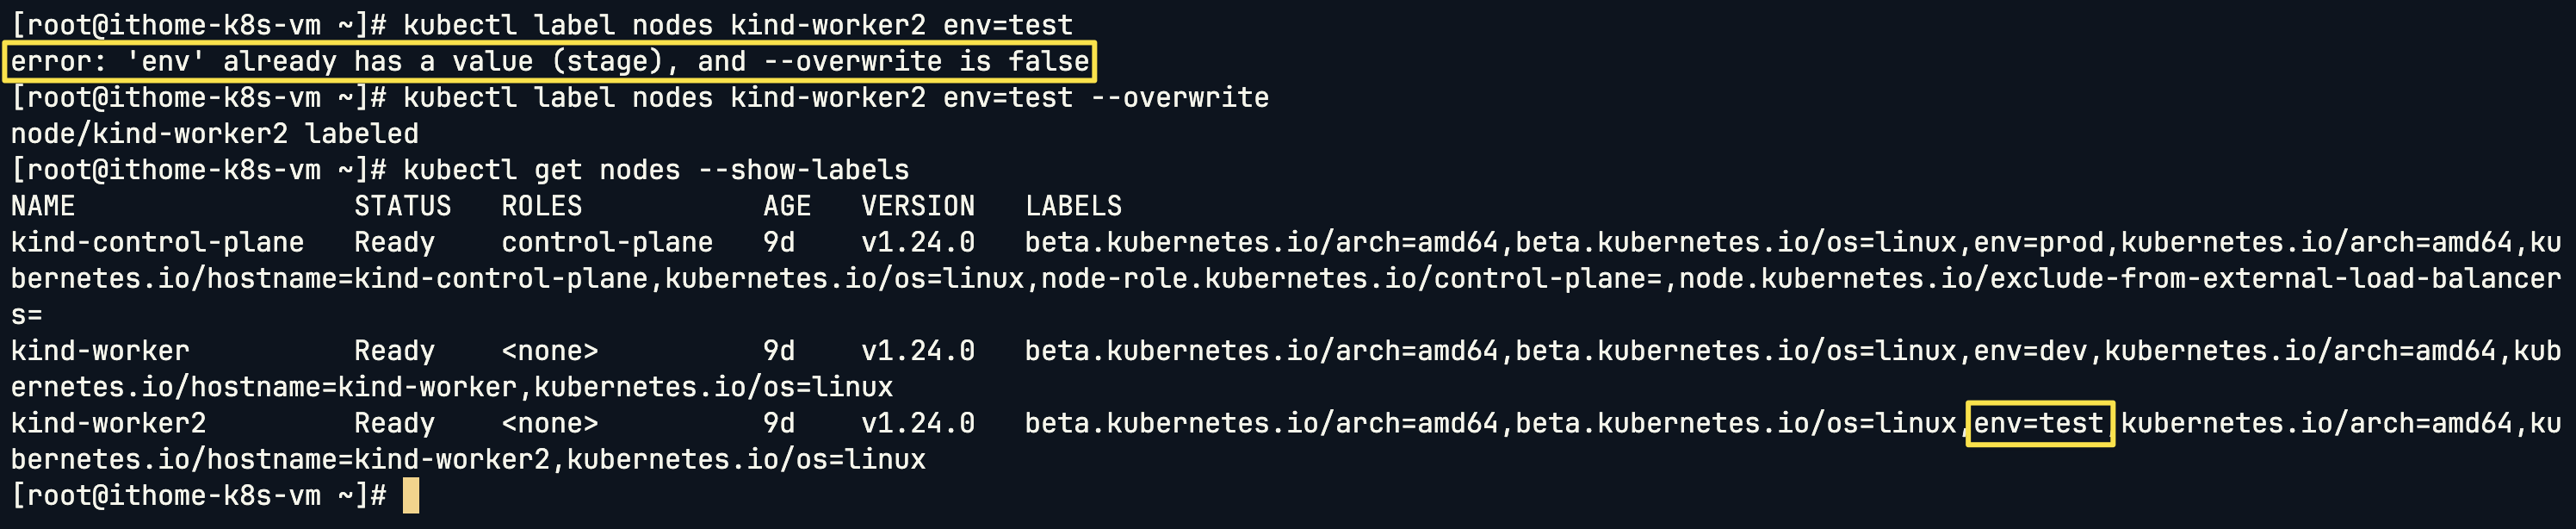 [root@ithome-k8s-vm ~]# kubectl label nodes kind-worker2 env=test
error: 'env' already has a value (stage), and --overwrite is false
[root@ithome-k8s-vm ~]# kubectl label nodes kind-worker2 env=test --overwrite
node/kind-worker2 labeled
[root@ithome-k8s-vm ~]# kubectl get nodes --show-labels
NAME                 STATUS   ROLES           AGE   VERSION   LABELS
kind-control-plane   Ready    control-plane   9d    v1.24.0   beta.kubernetes.io/arch=amd64,beta.kubernetes.io/os=linux,env=prod,kubernetes.io/arch=amd64,ku
bernetes.io/hostname=kind-control-plane,kubernetes.io/os=linux,node-role.kubernetes.io/control-plane=,node.kubernetes.io/exclude-from-external-load-balancer
s=
kind-worker          Ready    <none>          9d    v1.24.0   beta.kubernetes.io/arch=amd64,beta.kubernetes.io/os=linux,env=dev,kubernetes.io/arch=amd64,kub
ernetes.io/hostname=kind-worker,kubernetes.io/os=linux
kind-worker2         Ready    <none>          9d    v1.24.0   beta.kubernetes.io/arch=amd64,beta.kubernetes.io/os=linux,env=test,kubernetes.io/arch=amd64,ku
bernetes.io/hostname=kind-worker2,kubernetes.io/os=linux
[root@ithome-k8s-vm ~]#